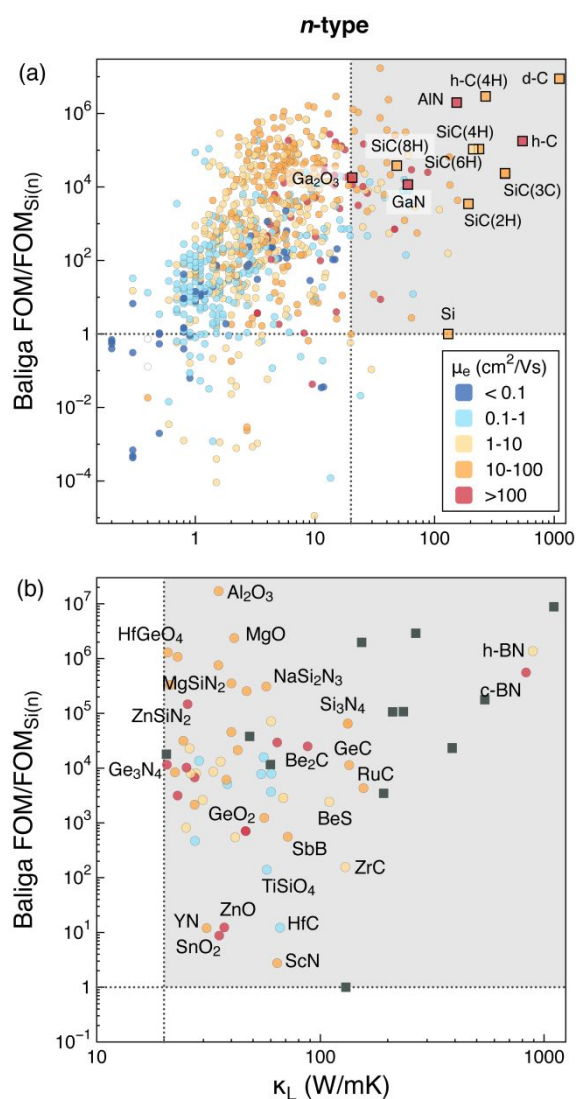 n-type
(a)
10⁶
10⁴
10²
1
10⁻²
10⁻⁴
Baliga FOM/FOM_Si(n)
d-C
h-C(4H)
AlN
SiC(4H)
h-C
SiC(8H)
SiC(6H)
Ga₂O₃
SiC(3C)
GaN
SiC(2H)
Si
μₑ (cm²/Vs)
< 0.1
0.1-1
1-10
10-100
>100
1 10 100 1000
(b)
10⁷
10⁶
10⁵
10⁴
10³
10²
10¹
1
10⁻¹
Baliga FOM/FOM_Si(n)
Al₂O₃
HfGeO₄
MgO
h-BN
MgSiN₂
NaSi₂N₃
c-BN
Si₃N₄
ZnSiN₂
Be₂C
GeC
Ge₃N₄
RuC
GeO₂
BeS
SbB
ZrC
TiSiO₄
ZnO
YN
HfC
SnO₂
ScN
10 100 1000
κ_L (W/mK)